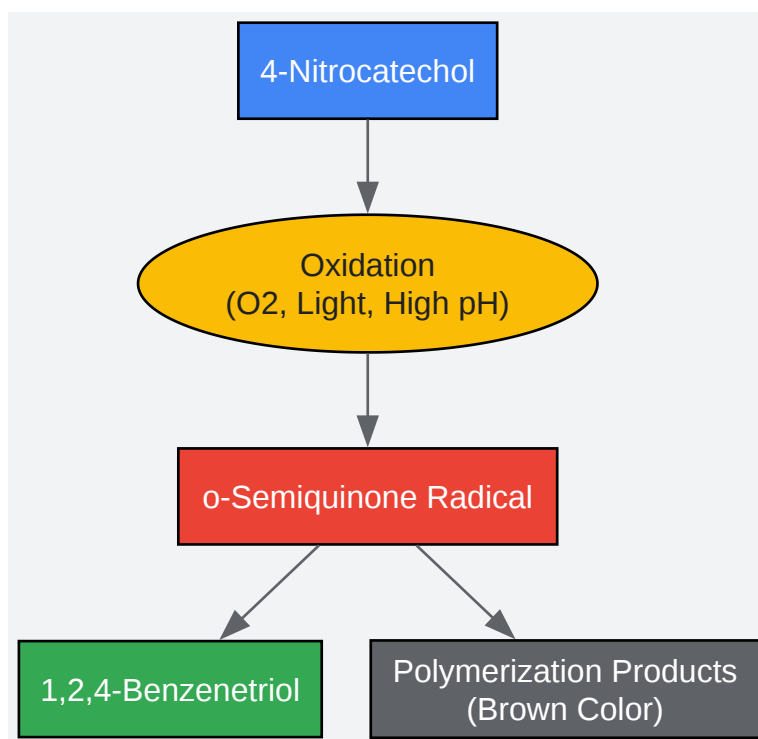 4-Nitrocatechol
Oxidation
(O2, Light, High pH)
o-Semiquinone Radical
1,2,4-Benzenetriol
Polymerization Products
(Brown Color)